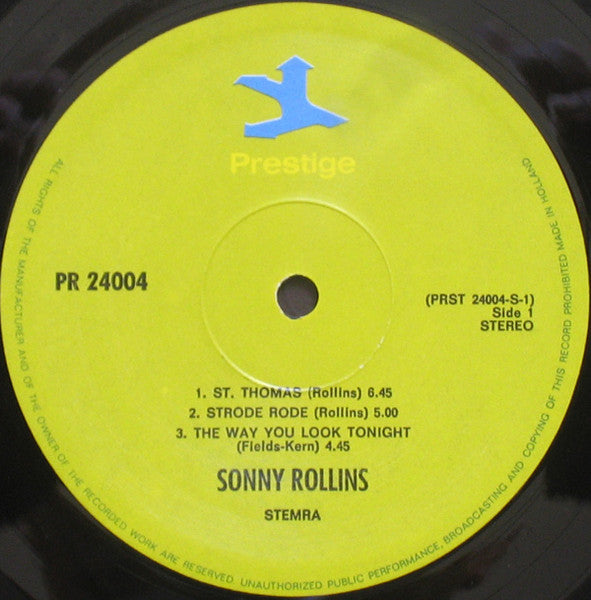 Prestige
PR 24004
(PRST 24004-S-1)
Side 1
STEREO
1. ST. THOMAS (Rollins) 6.45
2. STRODE RODE (Rollins) 5.00
3. THE WAY YOU LOOK TONIGHT
(Fields-Kern) 4.45
SONNY ROLLINS
STEMRA
ALL RIGHTS OF THE MANUFACTURER AND OF THE OWNER OF THE RECORDED WORK ARE RESERVED. UNAUTHORIZED PUBLIC PERFORMANCE, BROADCASTING AND COPYING OF THIS RECORD PROHIBITED MADE IN HOLLAND